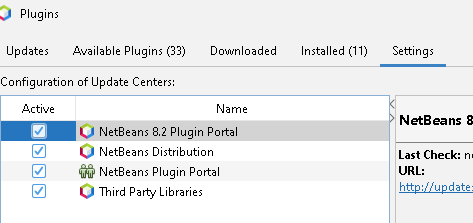 Plugins
Updates Available Plugins (33) Downloaded Installed (11) Settings
Configuration of Update Centers:
Active Name
NetBeans 8.2 Plugin Portal
NetBeans Distribution
NetBeans Plugin Portal
Third Party Libraries
NetBeans 8
Last Check: n
URL:
http://update